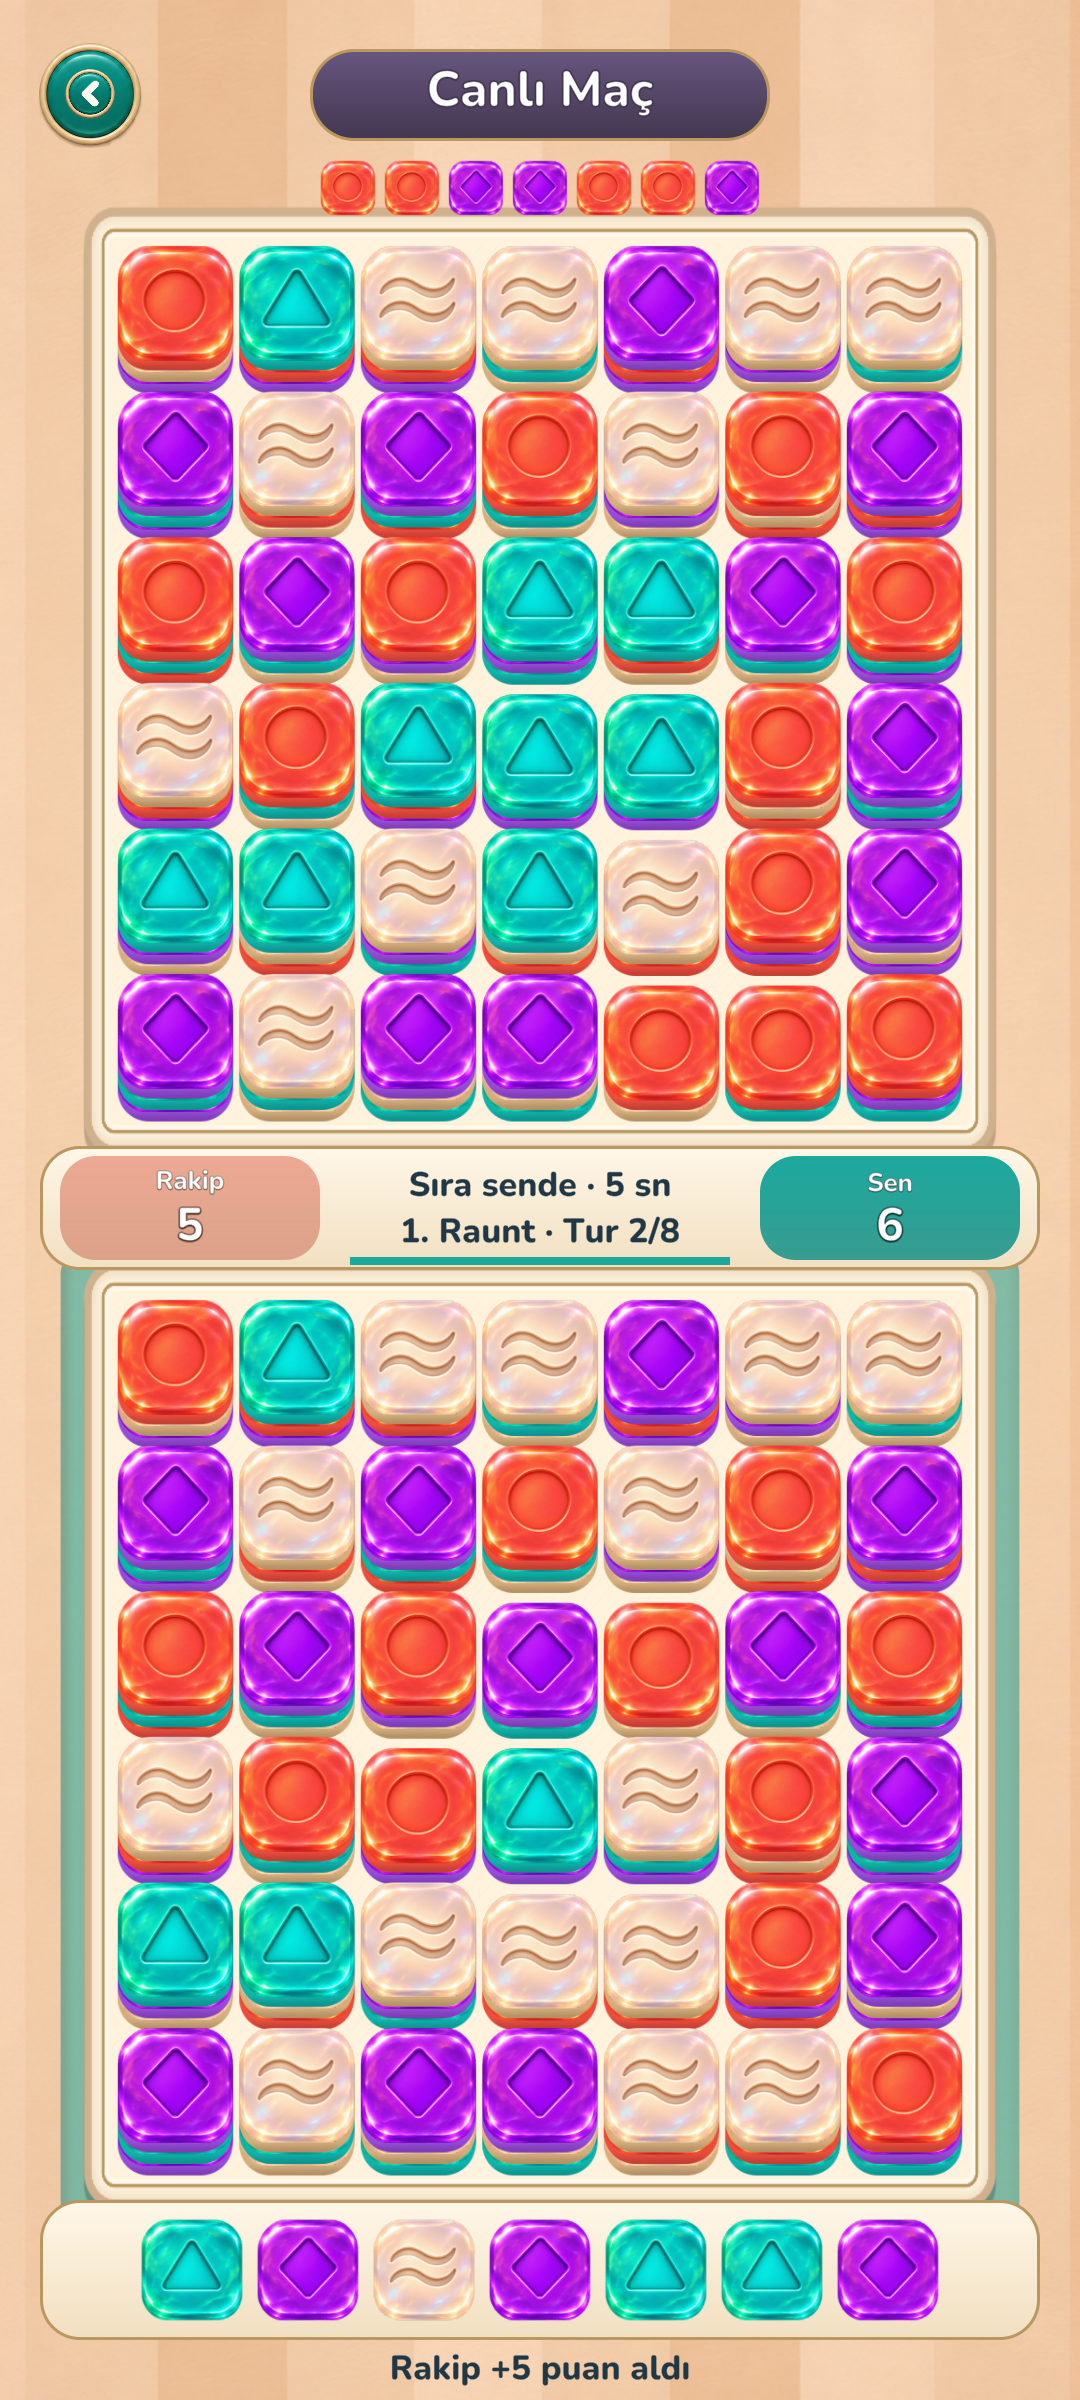 Canlı Maç
Rakip
5
Sıra sende · 5 sn
1. Raunt · Tur 2/8
Sen
6
Rakip +5 puan aldı